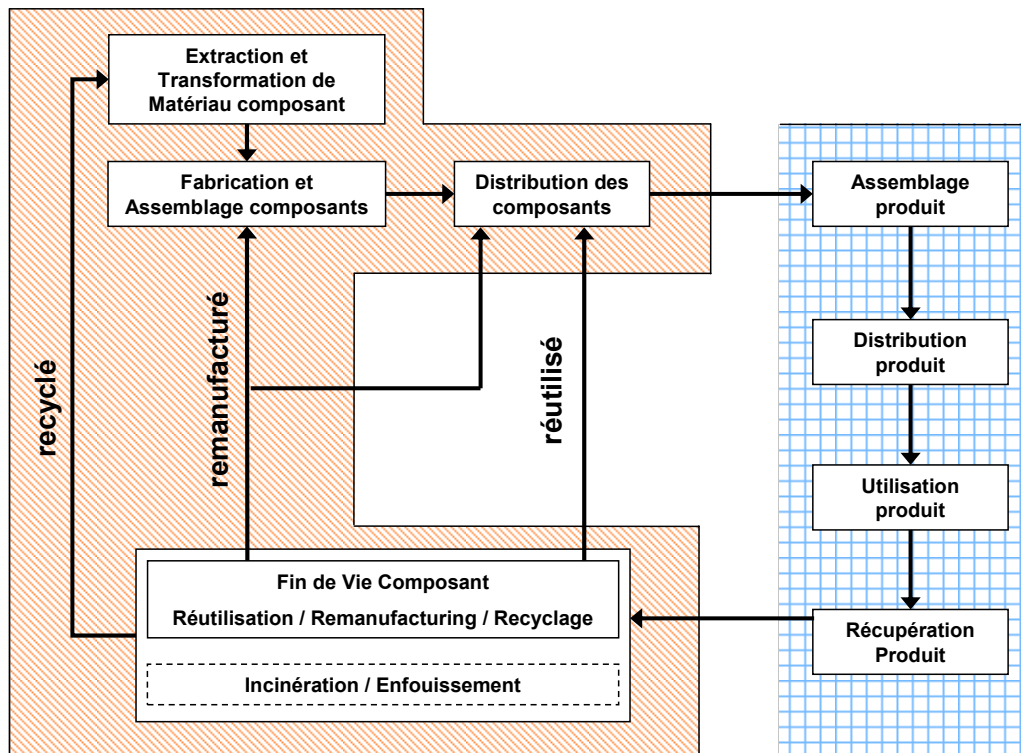 Extraction et
Transformation de
Matériau composant
Fabrication et
Assemblage composants
Distribution des
composants
Assemblage
produit
Distribution
produit
Utilisation
produit
Récupération
Produit
recyclé
remanufacturé
réutilisé
Fin de Vie Composant
Réutilisation / Remanufacturing / Recyclage
Incinération / Enfouissement